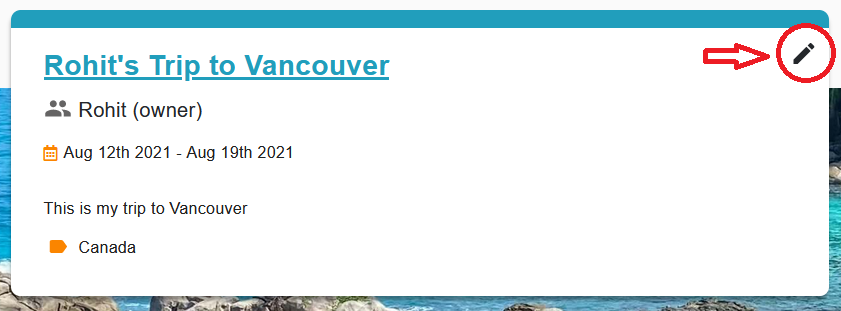 Rohit's Trip to Vancouver
Rohit (owner)
Aug 12th 2021 - Aug 19th 2021
This is my trip to Vancouver
Canada